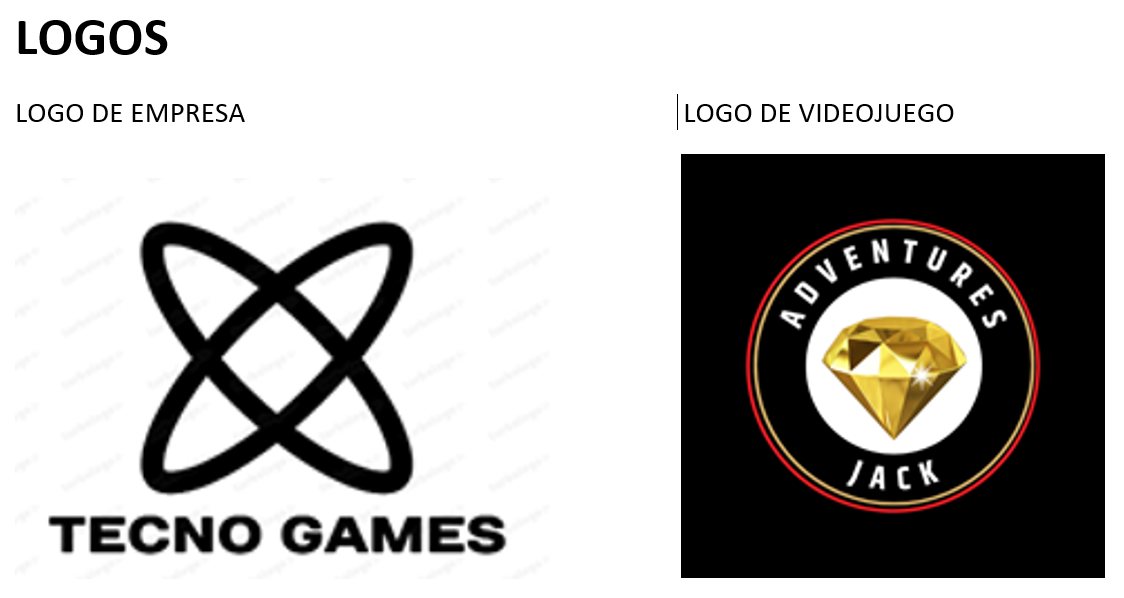 LOGOS
LOGO DE EMPRESA
LOGO DE VIDEOJUEGO
TECNO GAMES
ADVENTURES
JACK